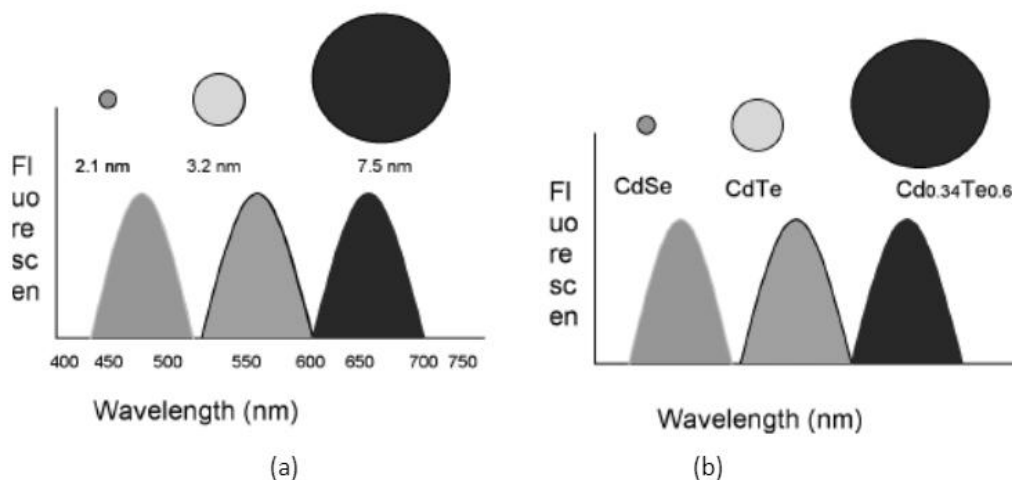 2.1 nm 3.2 nm 7.5 nm
Fl
uo
re
sc
en
400 450 500 550 600 650 700 750
Wavelength (nm)
(a)
CdSe CdTe Cd0.34Te0.6
Fl
uo
re
sc
en
Wavelength (nm)
(b)